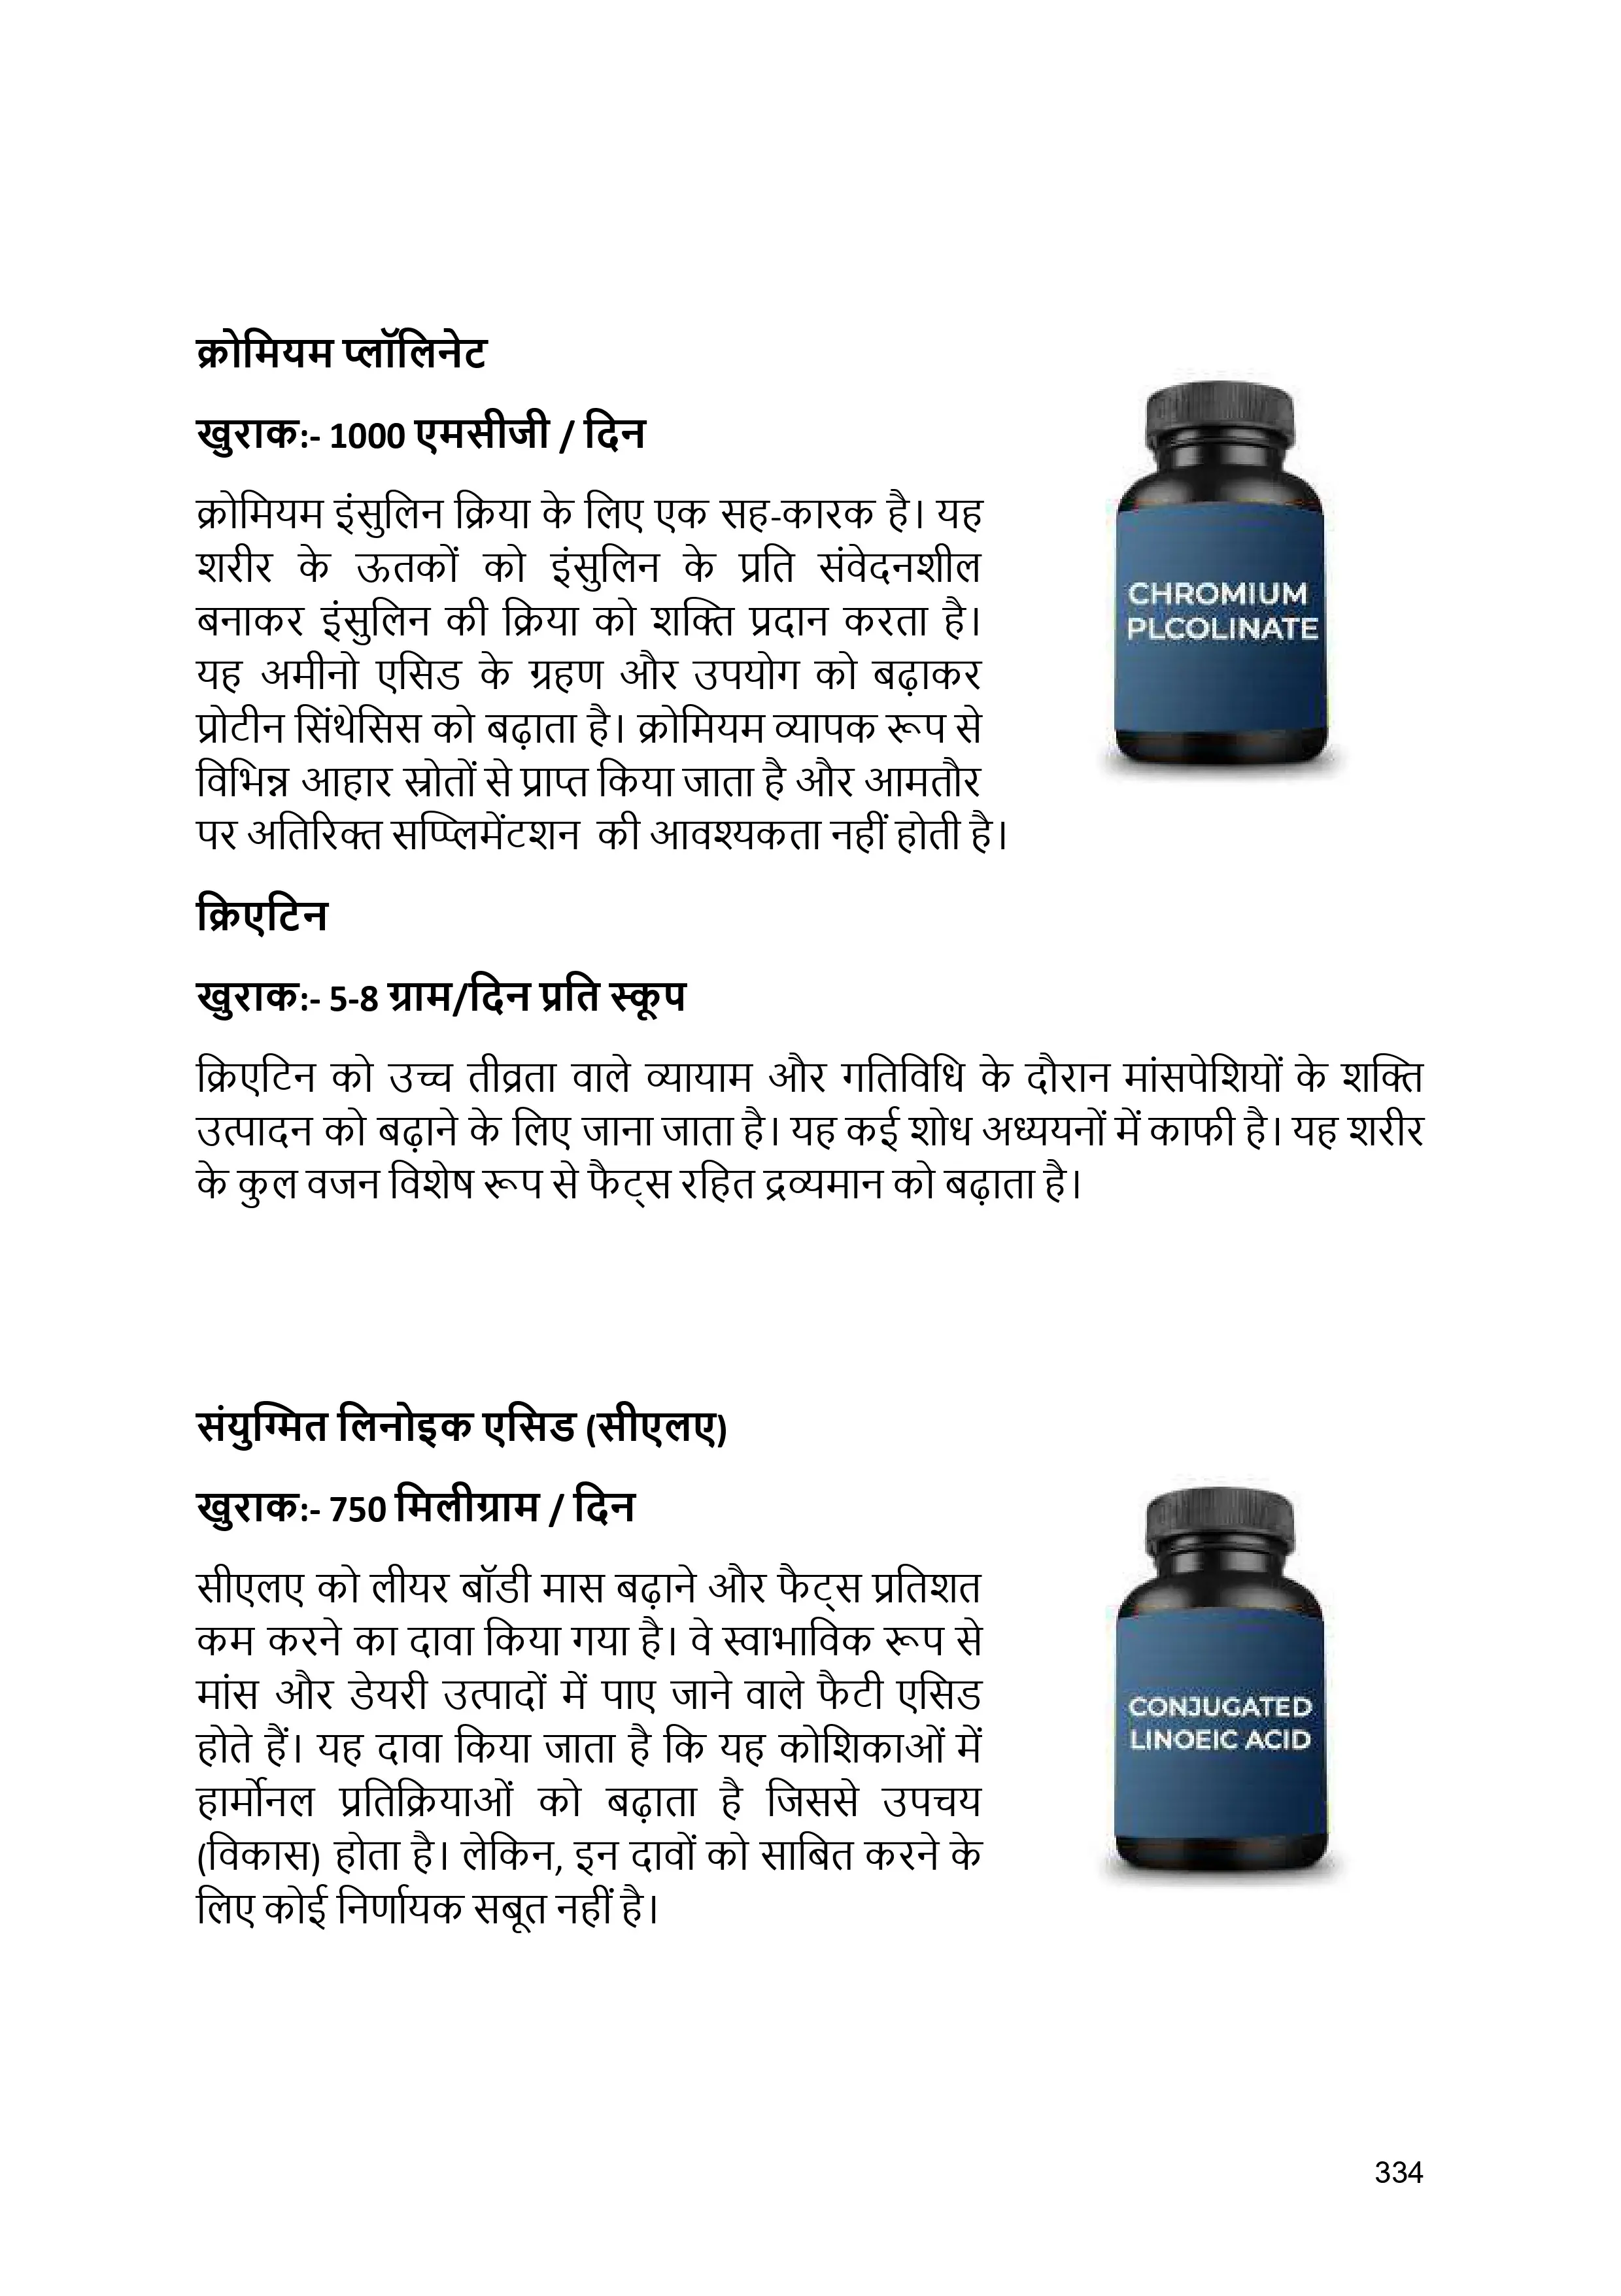 क्रोमियम प्लॉलिनेट
खुराक:- 1000 एमसीजी / दिन
क्रोमियम इंसुलिन क्रिया के लिए एक सह-कारक है। यह
शरीर के ऊतकों को इंसुलिन के प्रति संवेदनशील
बनाकर इंसुलिन की क्रिया को शक्ति प्रदान करता है।
यह अमीनो एसिड के ग्रहण और उपयोग को बढ़ाकर
प्रोटीन सिंथेसिस को बढ़ाता है। क्रोमियम व्यापक रूप से
विभिन्न आहार स्रोतों से प्राप्त किया जाता है और आमतौर
पर अतिरिक्त सप्प्लिमेंटशन की आवश्यकता नहीं होती है।
CHROMIUM
PLCOLINATE
क्रिएटिन
खुराक:- 5-8 ग्राम/दिन प्रति स्कूप
क्रिएटिन को उच्च तीव्रता वाले व्यायाम और गतिविधि के दौरान मांसपेशियों के शक्ति
उत्पादन को बढ़ाने के लिए जाना जाता है। यह कई शोध अध्ययनों में काफी है। यह शरीर
के कुल वजन विशेष रूप से फैट्स रहित द्रव्यमान को बढ़ाता है।
संयुग्मित लिनोइक एसिड (सीएलए)
खुराक:- 750 मिलीग्राम / दिन
सीएलए को लीयर बॉडी मास बढ़ाने और फैट्स प्रतिशत
कम करने का दावा किया गया है। वे स्वाभाविक रूप से
मांस और डेयरी उत्पादों में पाए जाने वाले फैटी एसिड
होते हैं। यह दावा किया जाता है कि यह कोशिकाओं में
हार्मोनल प्रतिक्रियाओं को बढ़ाता है जिससे उपचय
(विकास) होता है। लेकिन, इन दावों को साबित करने के
लिए कोई निर्णायक सबूत नहीं है।
CONJUGATED
LINOEIC ACID
334